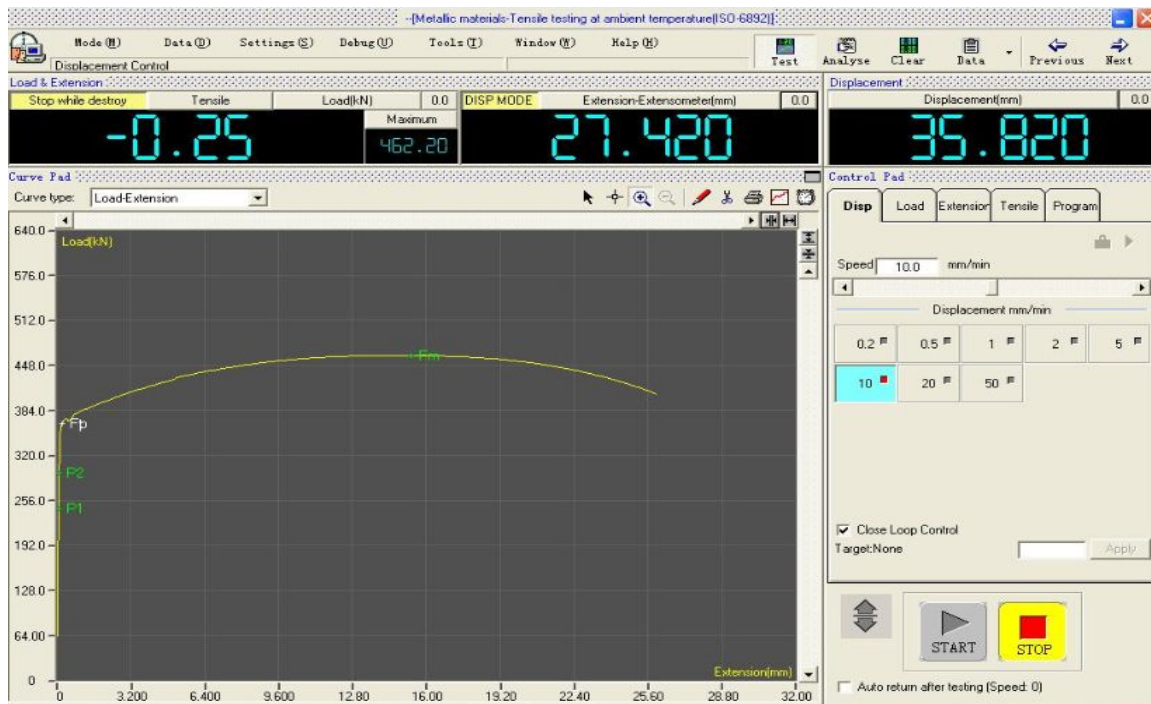 --[Metallic materials-Tensile testing at ambient temperature(ISO-6892)]
Mode(M) Data(D) Settings(S) Debug(U) Tools(T) Window(W) Help(H)
Displacement Control
Test Analyse Clear Data Previous Next
Load & Extension
Stop while destroy Tensile Load(kN) 0.0
-0.25
Maximum
462.20
DISP MODE Extension-Extensometer(mm) 0.0
27.420
Displacement
Displacement(mm) 0.0
35.820
Curve Pad
Curve type: Load-Extension
Load(kN)
640.0
576.0
512.0
448.0
384.0
320.0
256.0
192.0
128.0
64.00
0
Fm
Fp
P2
P1
Extension(mm)
0 3.200 6.400 9.600 12.80 16.00 19.20 22.40 25.60 28.80 32.00
Control Pad
Disp Load Extension Tensile Program
Speed 10.0 mm/min
Displacement mm/min
0.2 0.5 1 2 5
10 20 50
Close Loop Control
Target:None Apply
START STOP
Auto return after testing (Speed: 0)